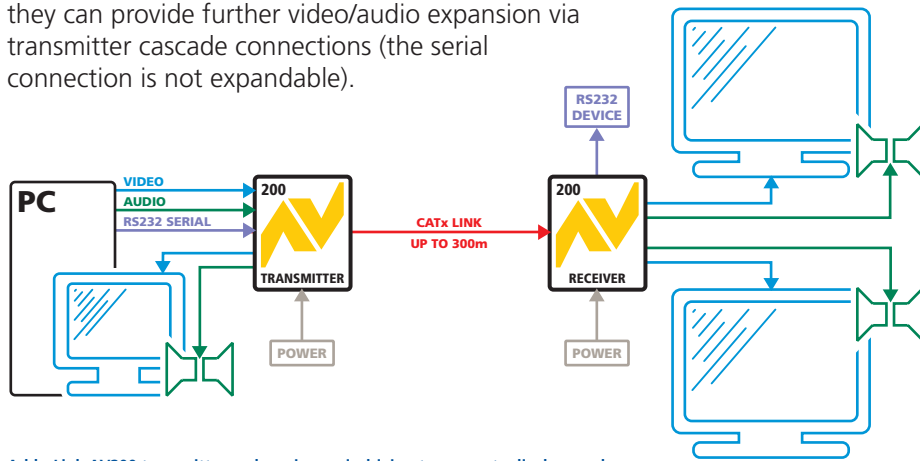 they can provide further video/audio expansion via
transmitter cascade connections (the serial
connection is not expandable).
RS232
DEVICE
PC
VIDEO
AUDIO
RS232 SERIAL
200
TRANSMITTER
CATx LINK
UP TO 300m
200
RECEIVER
POWER
POWER